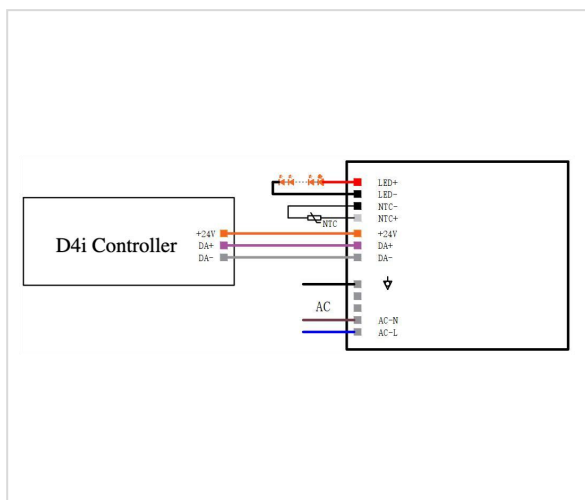 LED+
LED-
NTC-
NTC
NTC+
D4i Controller
+24V
DA+
DA-
+24V
DA+
DA-
AC
AC-N
AC-L